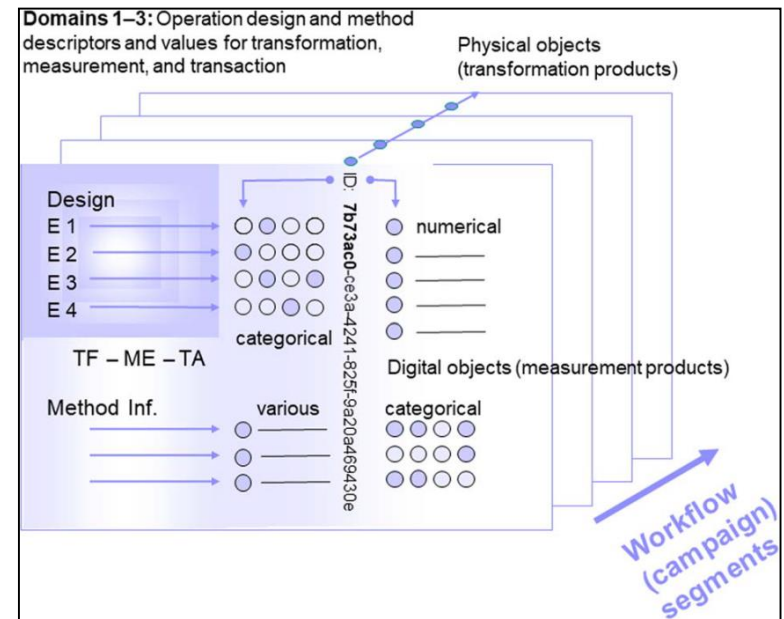 Domains 1–3: Operation design and method
descriptors and values for transformation,
measurement, and transaction
Physical objects
(transformation products)
Design
E 1
E 2
E 3
E 4
categorical
ID: 7b73ac0-ce3a-4241-825f-9a20a469430e
numerical
TF – ME – TA
Digital objects (measurement products)
Method Inf.
various
categorical
Workflow
(campaign)
segments